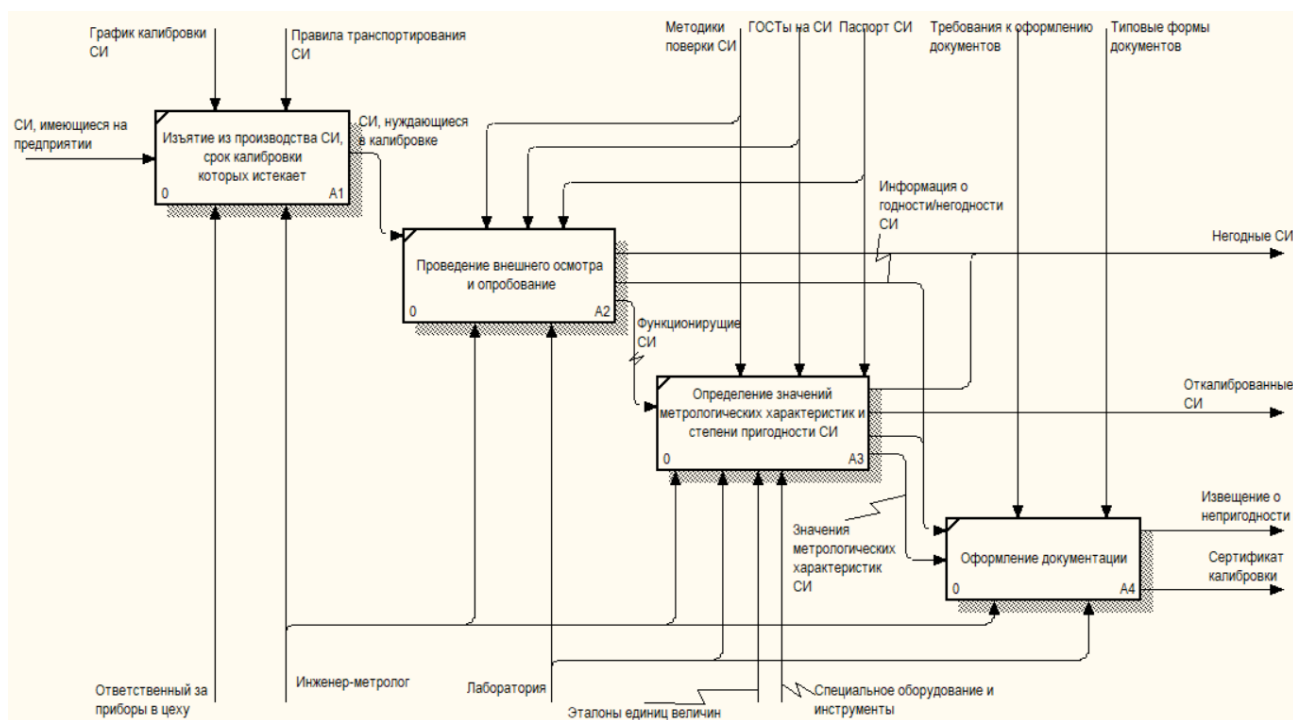 График калибровки
СИ
Правила транспортирования
СИ
Методики
поверки СИ
ГОСТы на СИ
Паспорт СИ
Требования к оформлению
документов
Типовые формы
документов
СИ, имеющиеся на
предприятии
Изъятие из производства СИ,
срок калибровки
которых истекает
0
A1
СИ, нуждающиеся
в калибровке
Информация о
годности/негодности
СИ
Негодные СИ
Проведение внешнего осмотра
и опробование
0
A2
Функционирущие
СИ
Определение значений
метрологических характеристик и
степени пригодности СИ
0
A3
Откалиброванные
СИ
Значения
метрологических
характеристик
СИ
Извещение о
непригодности
Оформление документации
0
A4
Сертификат
калибровки
Ответственный за
приборы в цеху
Инженер-метролог
Лаборатория
Эталоны единиц величин
Специальное оборудование и
инструменты